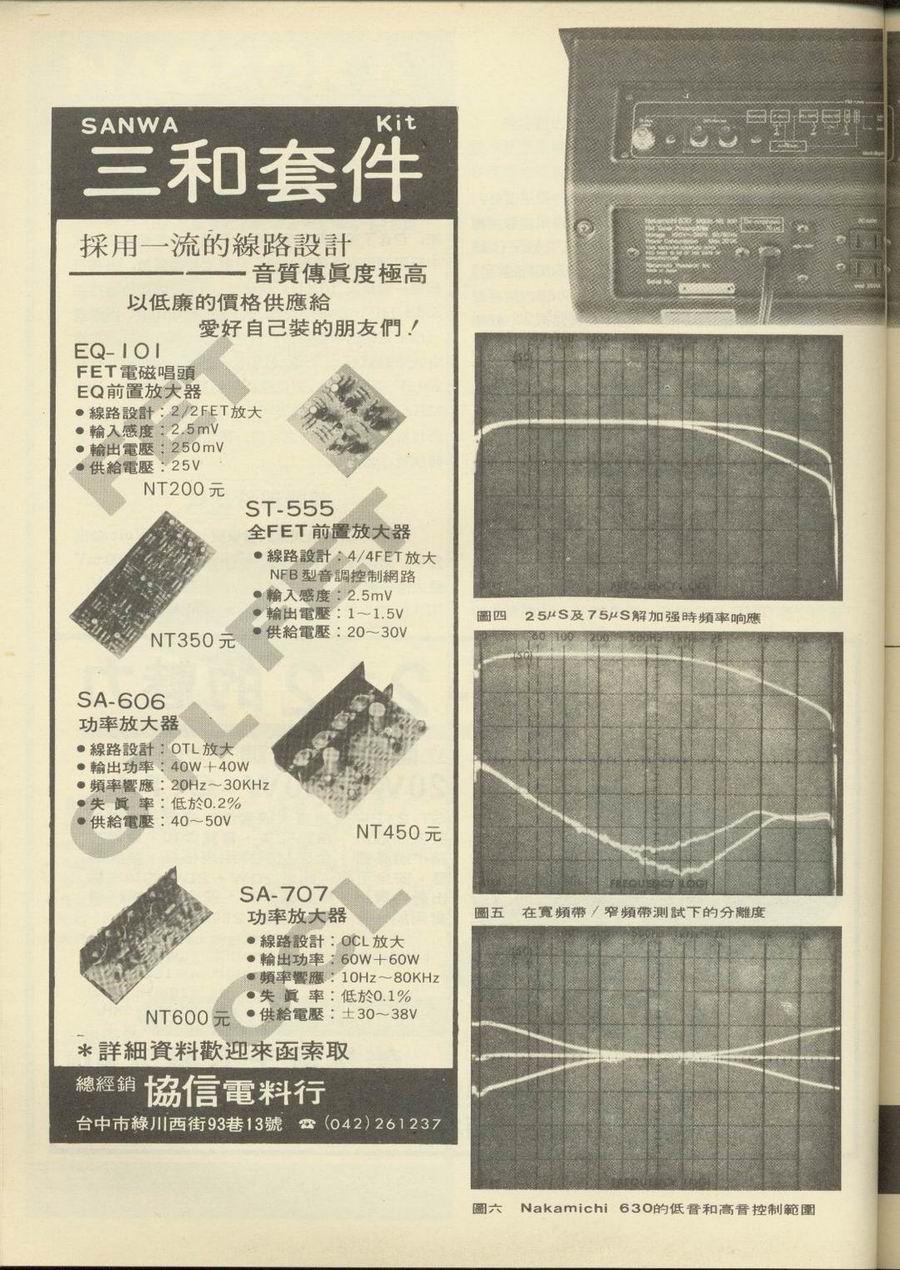 SANWA Kit
三和套件
採用一流的線路設計
音質傳眞度極高
以低廉的價格供應給
愛好自己裝的朋友們！
EQ-101
FET電磁唱頭
EQ前置放大器
●線路設計：2/2FET放大
●輸入感度：2.5mV
●輸出電壓：250mV
●供給電壓：25V
NT200元
FET
ST-555
全FET前置放大器
●線路設計：4/4FET放大
NFB型音調控制網路
●輸入感度：2.5mV
●輸出電壓：1～1.5V
●供給電壓：20～30V
NT350元
FET
SA-606
功率放大器
●線路設計：OTL放大
●輸出功率：40W＋40W
●頻率響應：20Hz～30KHz
●失眞率：低於0.2%
●供給電壓：40～50V
NT450元
OTL
SA-707
功率放大器
●線路設計：OCL放大
●輸出功率：60W＋60W
●頻率響應：10Hz～80KHz
●失眞率：低於0.1%
●供給電壓：±30～38V
NT600元
OCL
＊詳細資料歡迎來函索取
總經銷 協信電料行
台中市綠川西街93巷13號 ☎(042)261237
圖四 25μS及75μS解加强時頻率响應
FREQUENCY (LOG)
圖五 在寬頻帶／窄頻帶測試下的分離度
圖六 Nakamichi 630的低音和高音控制範圍